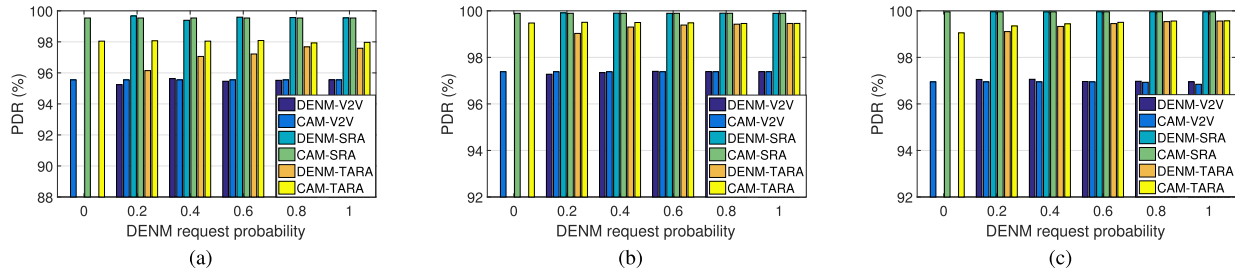 100
98
96
94
92
90
88
PDR (%)
0 0.2 0.4 0.6 0.8 1
DENM request probability
DENM-V2V
CAM-V2V
DENM-SRA
CAM-SRA
DENM-TARA
CAM-TARA
(a)
100
98
96
94
92
PDR (%)
0 0.2 0.4 0.6 0.8 1
DENM request probability
DENM-V2V
CAM-V2V
DENM-SRA
CAM-SRA
DENM-TARA
CAM-TARA
(b)
100
98
96
94
92
PDR (%)
0 0.2 0.4 0.6 0.8 1
DENM request probability
DENM-V2V
CAM-V2V
DENM-SRA
CAM-SRA
DENM-TARA
CAM-TARA
(c)